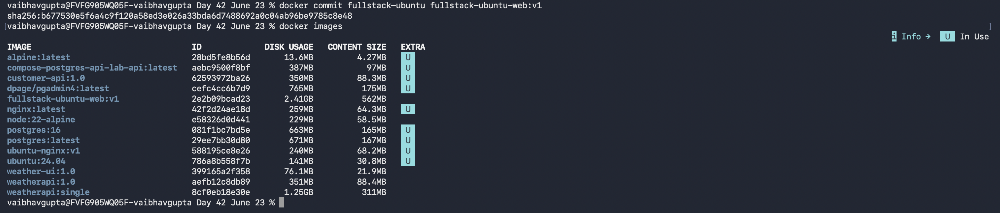 vaibhavgupta@FVFG905WQ05F-vaibhavgupta Day 42 June 23 % docker commit fullstack-ubuntu fullstack-ubuntu-web:v1
sha256:b677530e5f6a4c9f120a58ed3e026a33bda6d7488692a0c04ab96be9785c8e48
[vaibhavgupta@FVFG905WQ05F-vaibhavgupta Day 42 June 23 % docker images ]
i Info → U In Use
IMAGE ID DISK USAGE CONTENT SIZE EXTRA
alpine:latest 28bd5fe8b56d 13.6MB 4.27MB U
compose-postgres-api-lab-api:latest aebc9500f8bf 387MB 97MB U
customer-api:1.0 62593972ba26 350MB 88.3MB U
dpage/pgadmin4:latest cefc4cc6b7d9 765MB 175MB U
fullstack-ubuntu-web:v1 2e2b09bcad23 2.41GB 562MB
nginx:latest 42f2d24ae18d 259MB 64.3MB U
node:22-alpine e58326d0d441 229MB 58.5MB
postgres:16 081f1bc7bd5e 663MB 165MB U
postgres:latest 29ee7bb30d80 671MB 167MB U
ubuntu-nginx:v1 588195ce8e26 240MB 68.2MB U
ubuntu:24.04 786a8b558f7b 141MB 30.8MB U
weather-ui:1.0 399165a2f358 76.1MB 21.9MB
weatherapi:1.0 aefb12c8db89 351MB 88.4MB
weatherapi:single 8cf0eb18e30e 1.25GB 311MB
vaibhavgupta@FVFG905WQ05F-vaibhavgupta Day 42 June 23 %